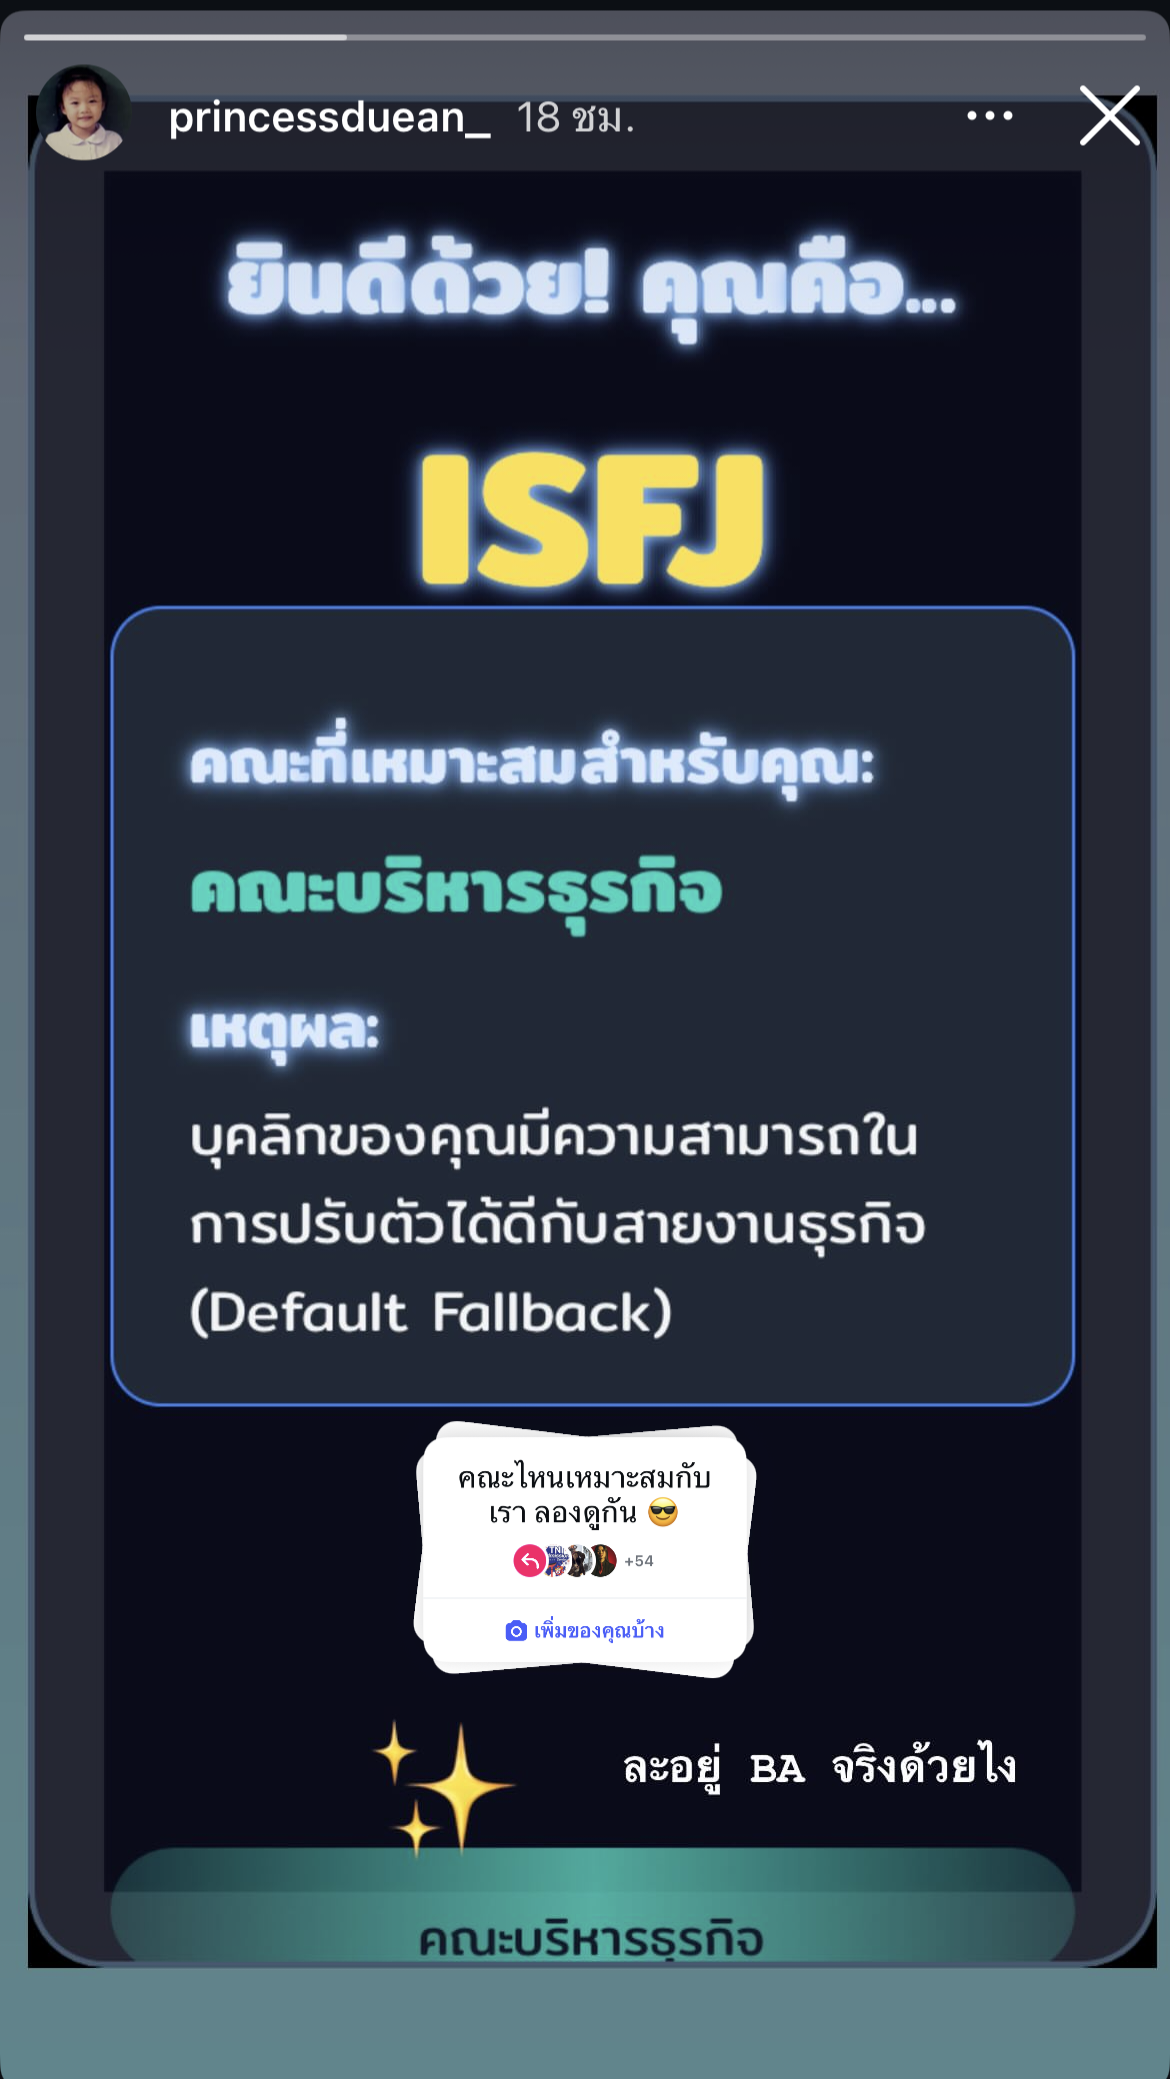 princessduean_ 18 ชม.
ยินดีด้วย! คุณคือ...
ISFJ
คณะที่เหมาะสมสำหรับคุณ:
คณะบริหารธุรกิจ
เหตุผล:
บุคลิกของคุณมีความสามารถใน
การปรับตัวได้ดีกับสายงานธุรกิจ
(Default Fallback)
คณะไหนเหมาะสมกับ
เรา ลองดูกัน 😎
+54
เพิ่มของคุณบ้าง
ละอยู่ BA จริงด้วยไง
คณะบริหารธุรกิจ